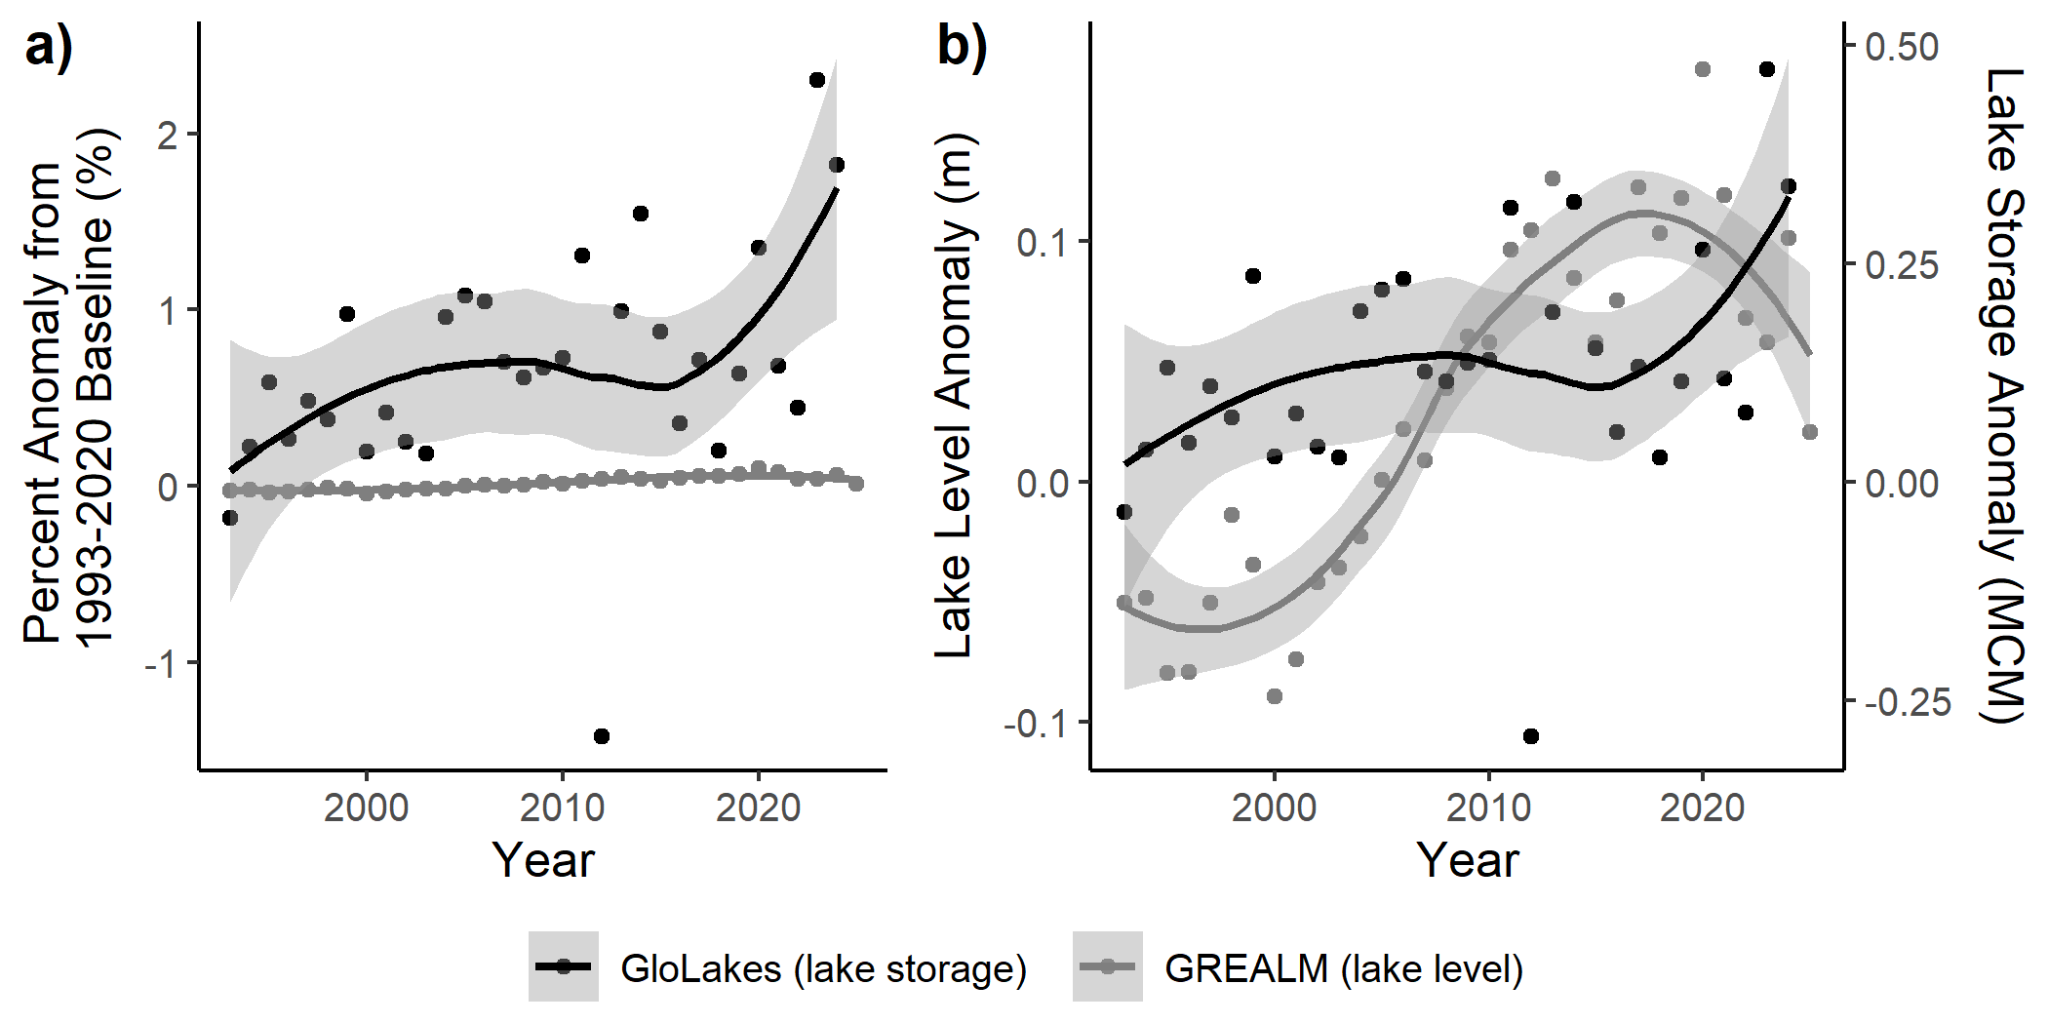 a)
Percent Anomaly from
1993-2020 Baseline (%)
2
1
0
-1
2000
2010
2020
Year
b)
Lake Level Anomaly (m)
0.1
0.0
-0.1
2000
2010
2020
Year
0.50
0.25
0.00
-0.25
Lake Storage Anomaly (MCM)
GloLakes (lake storage)
GREALM (lake level)